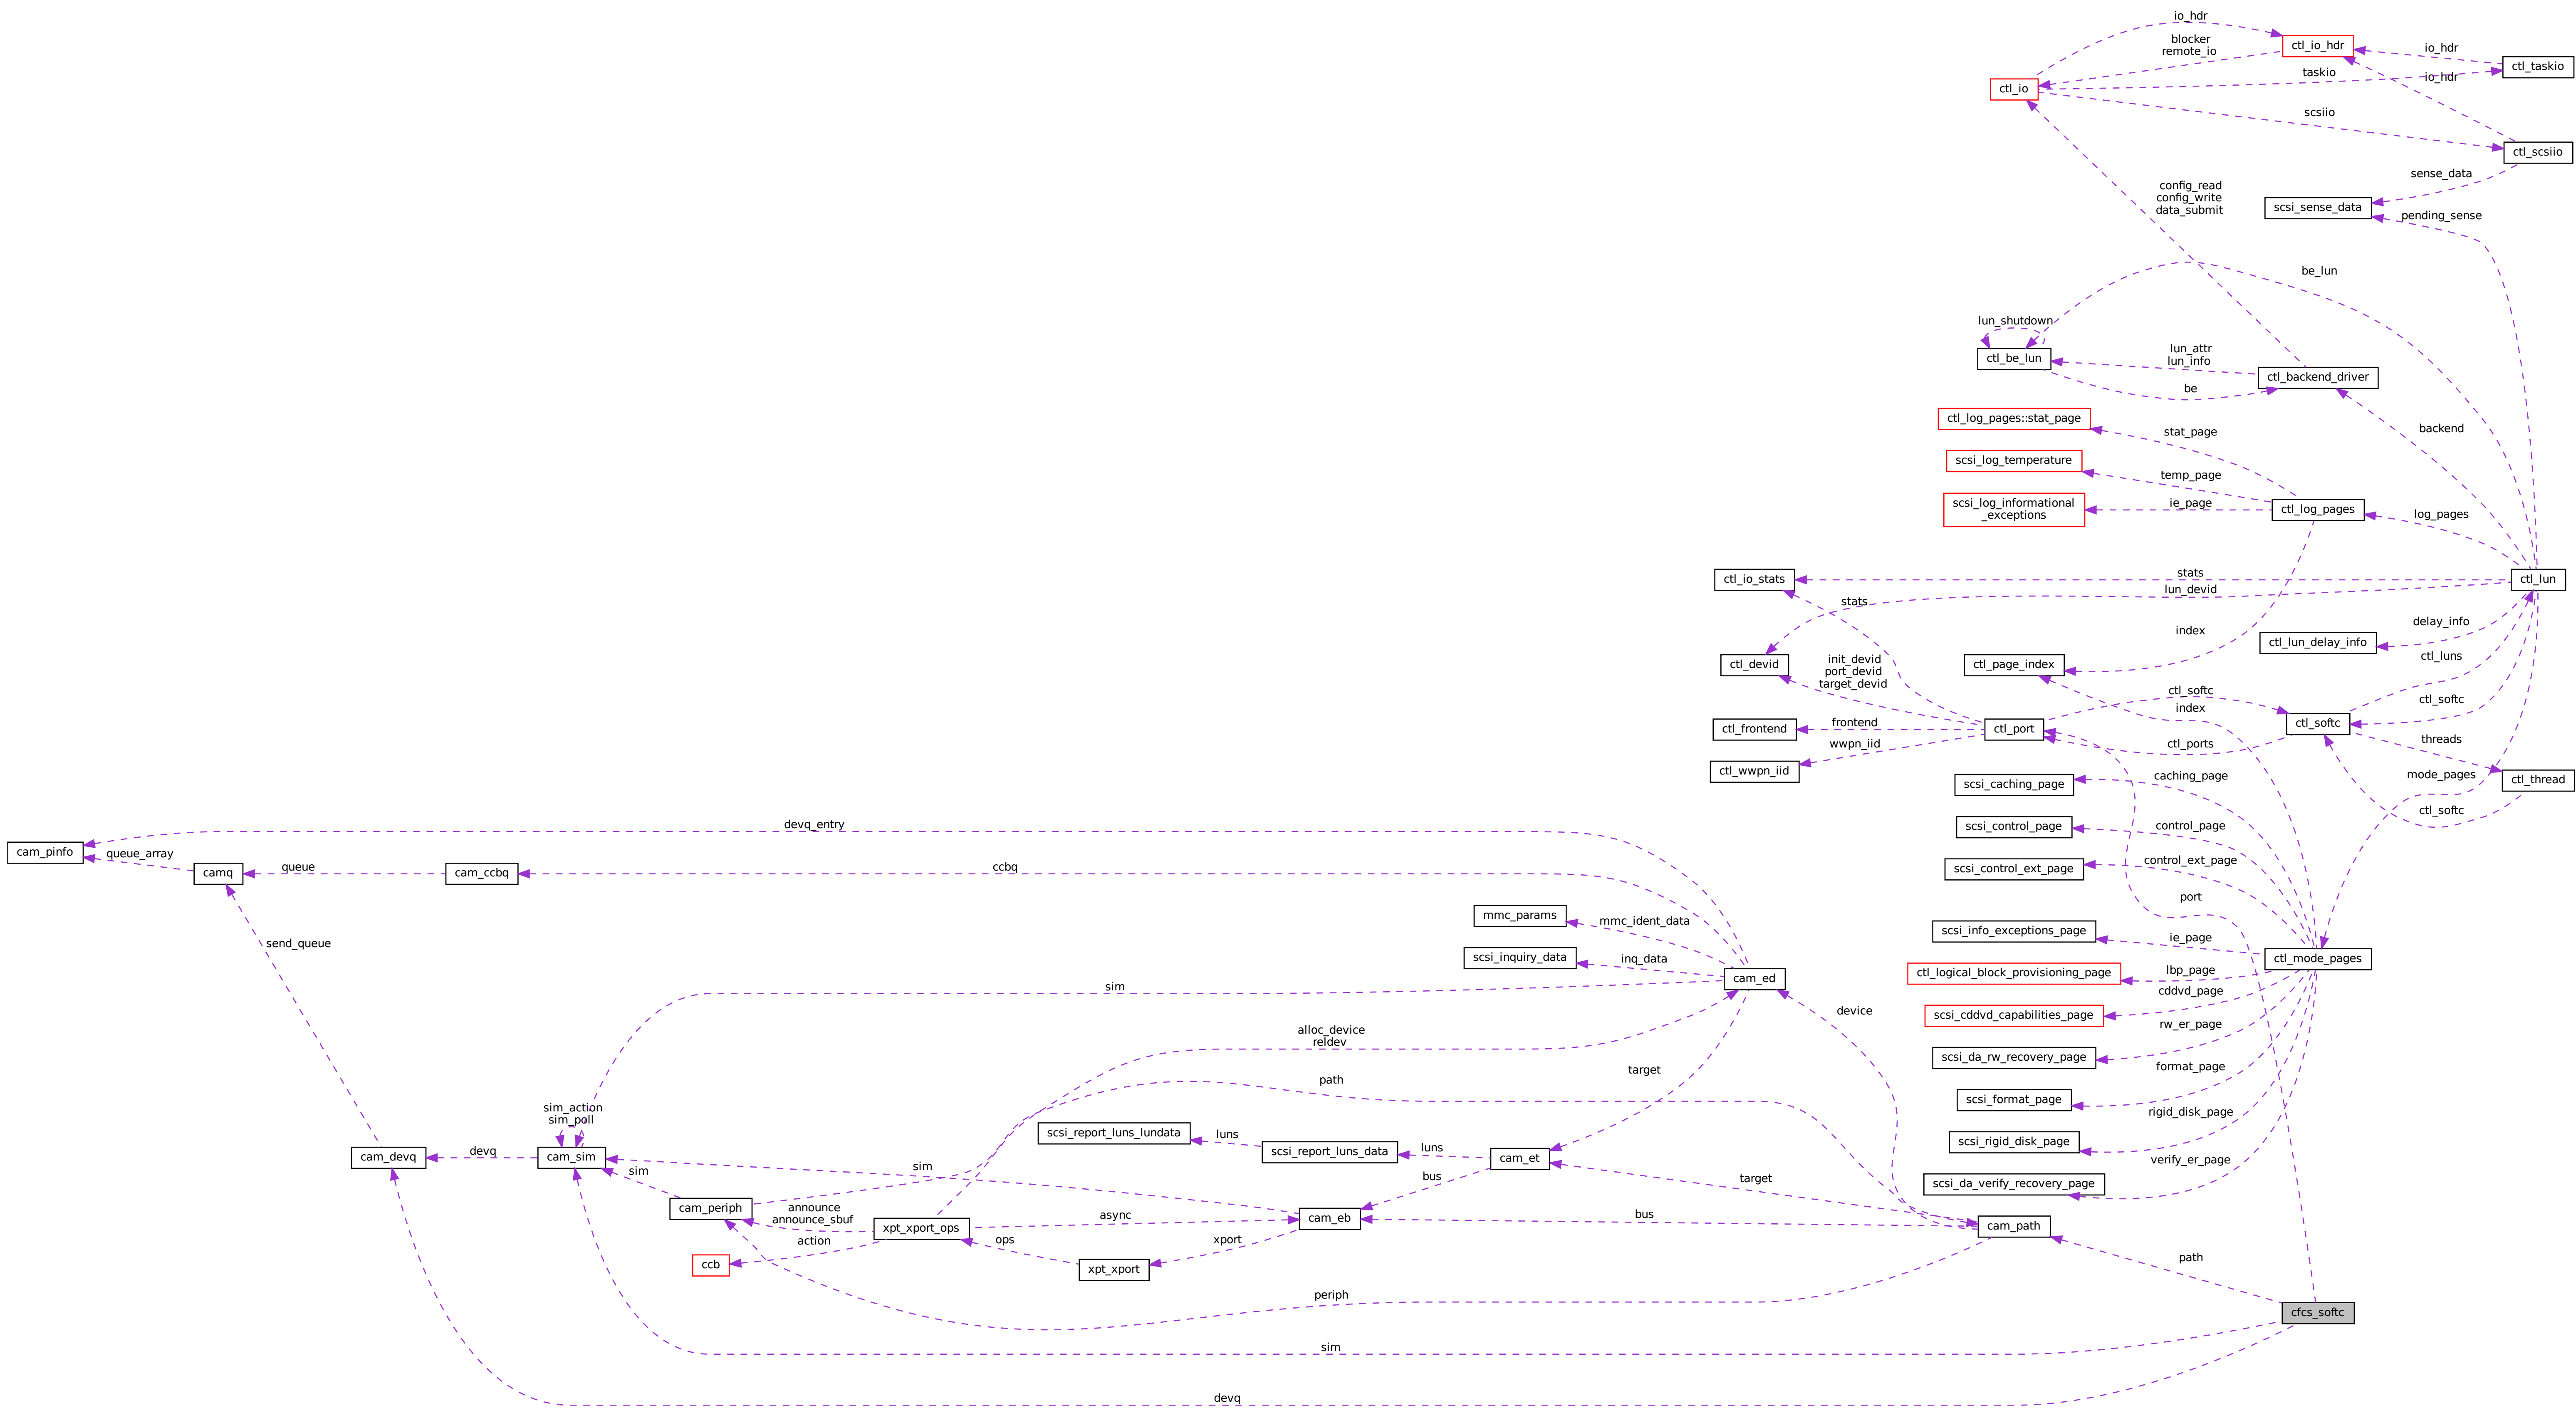 io_hdr
blocker
remote_io
ctl_io_hdr
io_hdr
ctl_taskio
ctl_io
taskio
io_hdr
scsiio
ctl_scsiio
sense_data
config_read
config_write
data_submit
scsi_sense_data
pending_sense
be_lun
lun_shutdown
ctl_be_lun
lun_attr
lun_info
ctl_backend_driver
be
ctl_log_pages::stat_page
stat_page
backend
scsi_log_temperature
temp_page
scsi_log_informational
_exceptions
ie_page
ctl_log_pages
log_pages
ctl_io_stats
stats
ctl_lun
lun_devid
stats
index
delay_info
ctl_lun_delay_info
ctl_devid
init_devid
port_devid
target_devid
ctl_page_index
ctl_luns
ctl_softc
index
ctl_softc
ctl_frontend
frontend
ctl_port
ctl_softc
wwpn_iid
ctl_ports
threads
ctl_wwpn_iid
scsi_caching_page
caching_page
mode_pages
ctl_thread
ctl_softc
devq_entry
scsi_control_page
control_page
cam_pinfo
queue_array
camq
queue
cam_ccbq
ccbq
scsi_control_ext_page
control_ext_page
port
mmc_params
mmc_ident_data
send_queue
scsi_info_exceptions_page
ie_page
scsi_inquiry_data
inq_data
ctl_mode_pages
cam_ed
ctl_logical_block_provisioning_page
lbp_page
sim
cddvd_page
scsi_cddvd_capabilities_page
device
alloc_device
reldev
rw_er_page
scsi_da_rw_recovery_page
target
format_page
path
scsi_format_page
sim_action
sim_poll
rigid_disk_page
scsi_report_luns_lundata
luns
scsi_report_luns_data
luns
scsi_rigid_disk_page
cam_devq
devq
cam_sim
cam_et
verify_er_page
sim
sim
bus
target
scsi_da_verify_recovery_page
cam_periph
announce
announce_sbuf
xpt_xport_ops
async
cam_eb
bus
cam_path
action
ops
xport
ccb
xpt_xport
path
periph
cfcs_softc
sim
devq